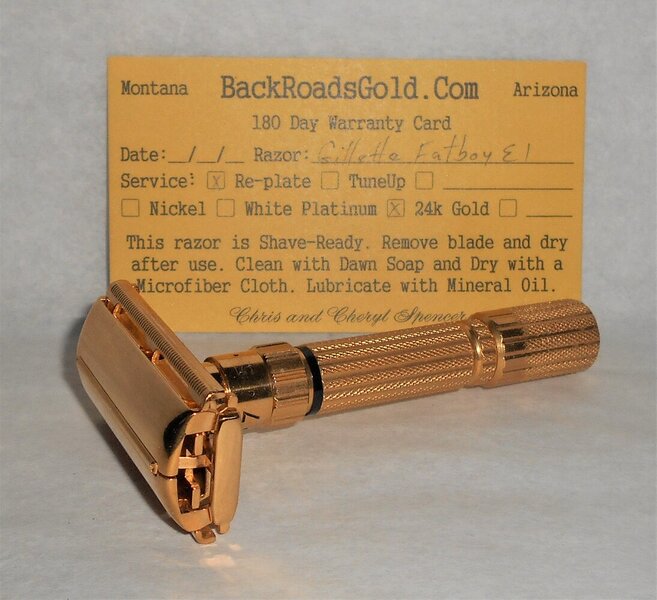 Montana BackRoadsGold.Com Arizona
180 Day Warranty Card
Date:__/__/__ Razor: Gillette Fatboy E1
Service: ☒ Re-plate ☐ TuneUp ☐ ____________
☐ Nickel ☐ White Platinum ☒ 24k Gold ☐ ______
This razor is Shave-Ready. Remove blade and dry
after use. Clean with Dawn Soap and Dry with a
Microfiber Cloth. Lubricate with Mineral Oil.
Chris and Cheryl Spencer